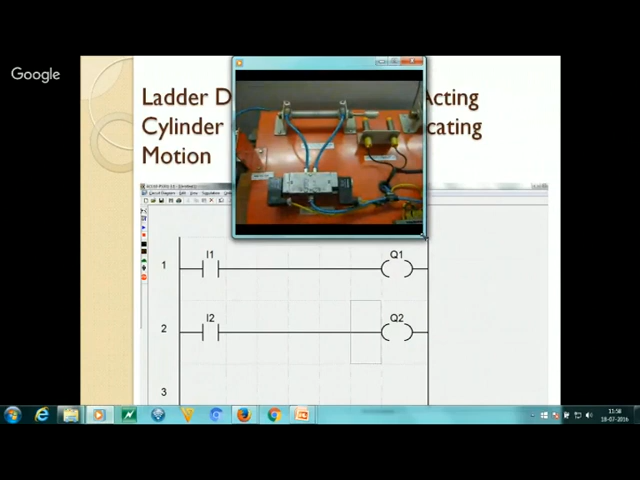 Google
Ladder D Acting
Cylinder cating
Motion
1 I1 Q1
2 I2 Q2
3
11:58
18-07-2016